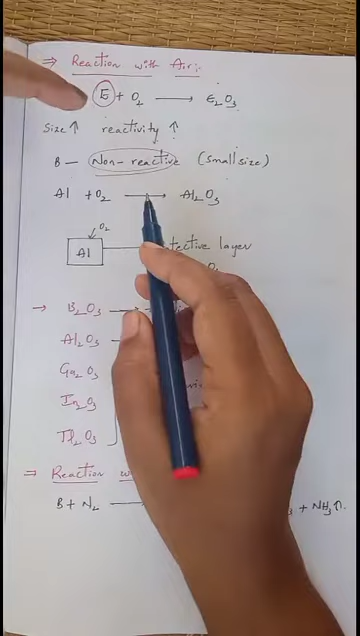 ⇒ Reaction with Air:
E + O₂ ⟶ E₂O₃
Size ↑ reactivity ↑
B — Non-reactive (small size)
Al + O₂ ⟶ Al₂O₃
O₂
Al layer
→ B₂O₃
Al₂O₃
Ga₂O₃
In₂O₃
Tl₂O₃
⇒ Reaction
B + N₂ ⟶ + NH₃↑.